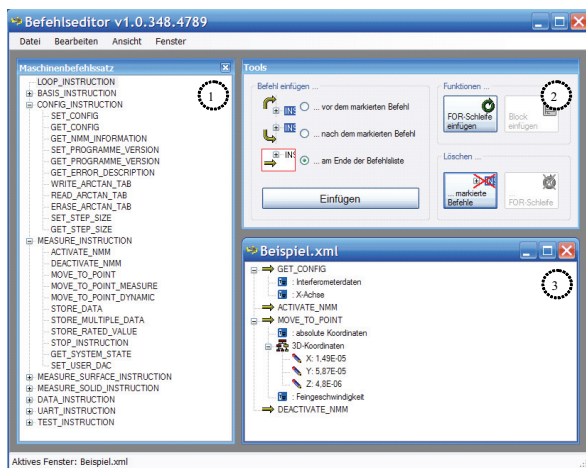 Befehlseditor v1.0.348.4789
Datei Bearbeiten Ansicht Fenster
Maschinenbefehlssatz
1
LOOP_INSTRUCTION
BASIS_INSTRUCTION
CONFIG_INSTRUCTION
SET_CONFIG
GET_CONFIG
GET_NMM_INFORMATION
SET_PROGRAMME_VERSION
GET_PROGRAMME_VERSION
GET_ERROR_DESCRIPTION
WRITE_ARCTAN_TAB
READ_ARCTAN_TAB
ERASE_ARCTAN_TAB
SET_STEP_SIZE
GET_STEP_SIZE
MEASURE_INSTRUCTION
ACTIVATE_NMM
DEACTIVATE_NMM
MOVE_TO_POINT
MOVE_TO_POINT_MEASURE
MOVE_TO_POINT_DYNAMIC
STORE_DATA
STORE_MULTIPLE_DATA
STORE_RATED_VALUE
STOP_INSTRUCTION
GET_SYSTEM_STATE
SET_USER_DAC
MEASURE_SURFACE_INSTRUCTION
MEASURE_SOLID_INSTRUCTION
DATA_INSTRUCTION
UART_INSTRUCTION
TEST_INSTRUCTION
Tools
Befehl einfügen ...
INS
... vor dem markierten Befehl
INS
... nach dem markierten Befehl
INS
... am Ende der Befehlsliste
Einfügen
Funktionen ...
2
FOR-Schleife
einfügen
Block
einfügen
Löschen ...
... markierte
Befehle
...
FOR-Schleife
Beispiel.xml
3
GET_CONFIG
: Interferometerdaten
: X-Achse
ACTIVATE_NMM
MOVE_TO_POINT
: absolute Koordinaten
3D-Koordinaten
X: 1,49E-05
Y: 5,87E-05
Z: 4,8E-06
: Feingeschwindigkeit
DEACTIVATE_NMM
Aktives Fenster: Beispiel.xml